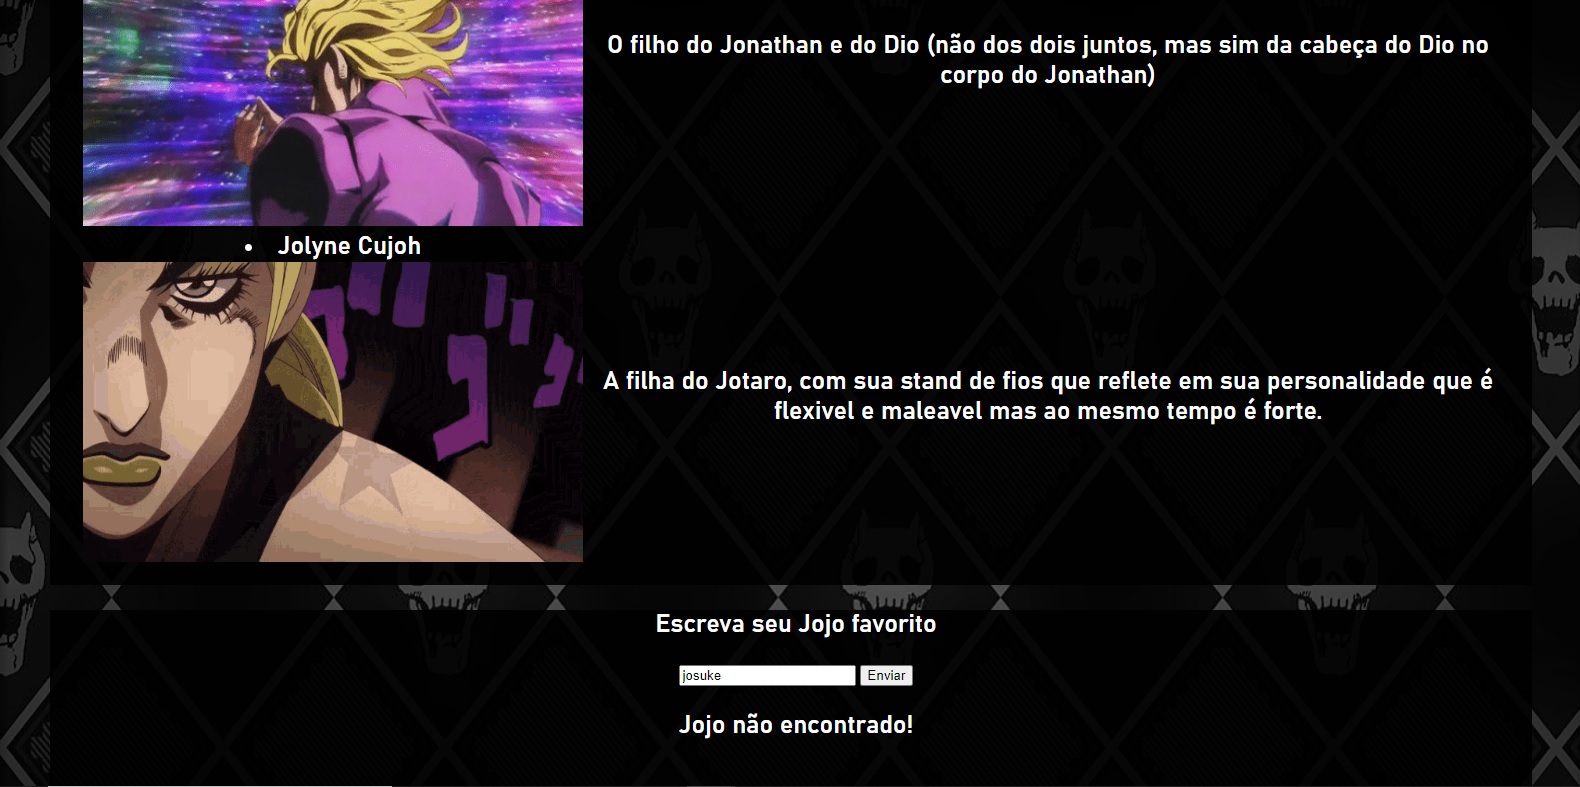 O filho do Jonathan e do Dio (não dos dois juntos, mas sim da cabeça do Dio no
corpo do Jonathan)
• Jolyne Cujoh
A filha do Jotaro, com sua stand de fios que reflete em sua personalidade que é
flexivel e maleavel mas ao mesmo tempo é forte.
Escreva seu Jojo favorito
josuke Enviar
Jojo não encontrado!